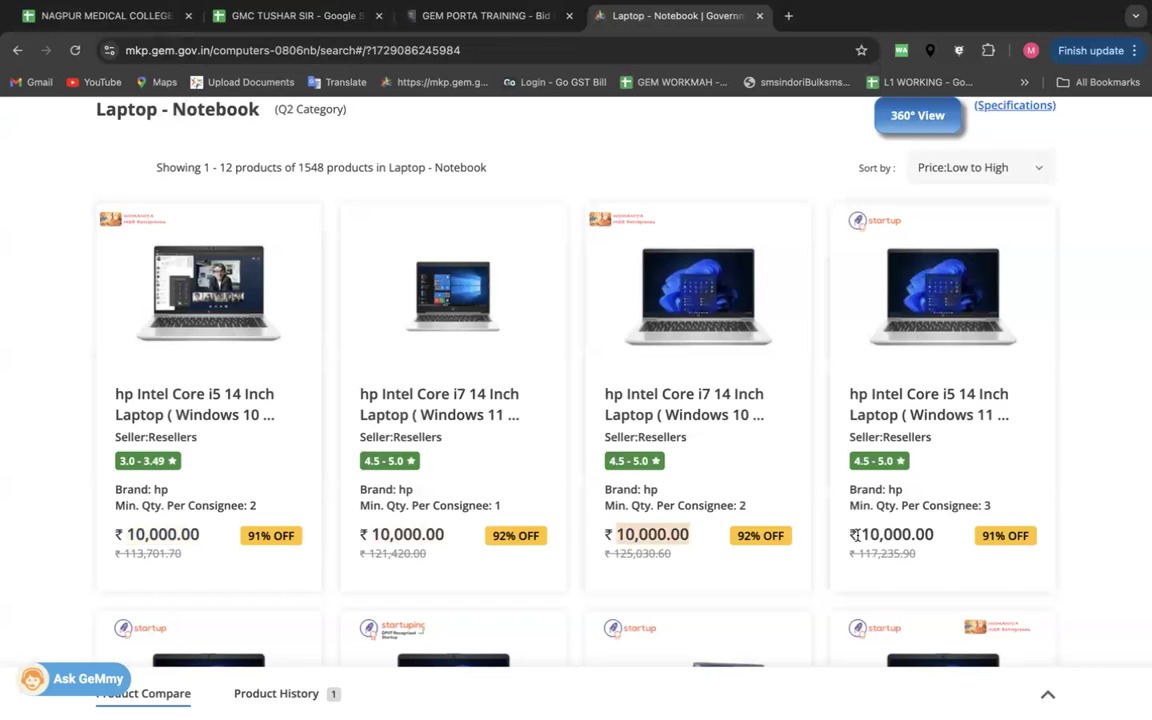 NAGPUR MEDICAL COLLEGE
GMC TUSHAR SIR - Google S
GEM PORTA TRAINING - Bid
Laptop - Notebook | Governm
mkp.gem.gov.in/computers-0806nb/search#/?1729086245984
WA
M
Finish update
Gmail
YouTube
Maps
Upload Documents
Translate
https://mkp.gem.g...
Login - Go GST Bill
GEM WORKMAH -...
smsindoriBulksms...
L1 WORKING - Go...
»
All Bookmarks
Laptop - Notebook (Q2 Category)
360° View
(Specifications)
Showing 1 - 12 products of 1548 products in Laptop - Notebook
Sort by :
Price:Low to High
startup
hp Intel Core i5 14 Inch
Laptop ( Windows 10 ...
Seller:Resellers
3.0 - 3.49 ★
Brand: hp
Min. Qty. Per Consignee: 2
₹ 10,000.00
91% OFF
₹ 113,701.70
hp Intel Core i7 14 Inch
Laptop ( Windows 11 ...
Seller:Resellers
4.5 - 5.0 ★
Brand: hp
Min. Qty. Per Consignee: 1
₹ 10,000.00
92% OFF
₹ 121,420.00
hp Intel Core i7 14 Inch
Laptop ( Windows 10 ...
Seller:Resellers
4.5 - 5.0 ★
Brand: hp
Min. Qty. Per Consignee: 2
₹ 10,000.00
92% OFF
₹ 125,030.60
hp Intel Core i5 14 Inch
Laptop ( Windows 11 ...
Seller:Resellers
4.5 - 5.0 ★
Brand: hp
Min. Qty. Per Consignee: 3
₹ 10,000.00
91% OFF
₹ 117,235.90
startup
startup
startup
Ask GeMmy
Product Compare
Product History 1